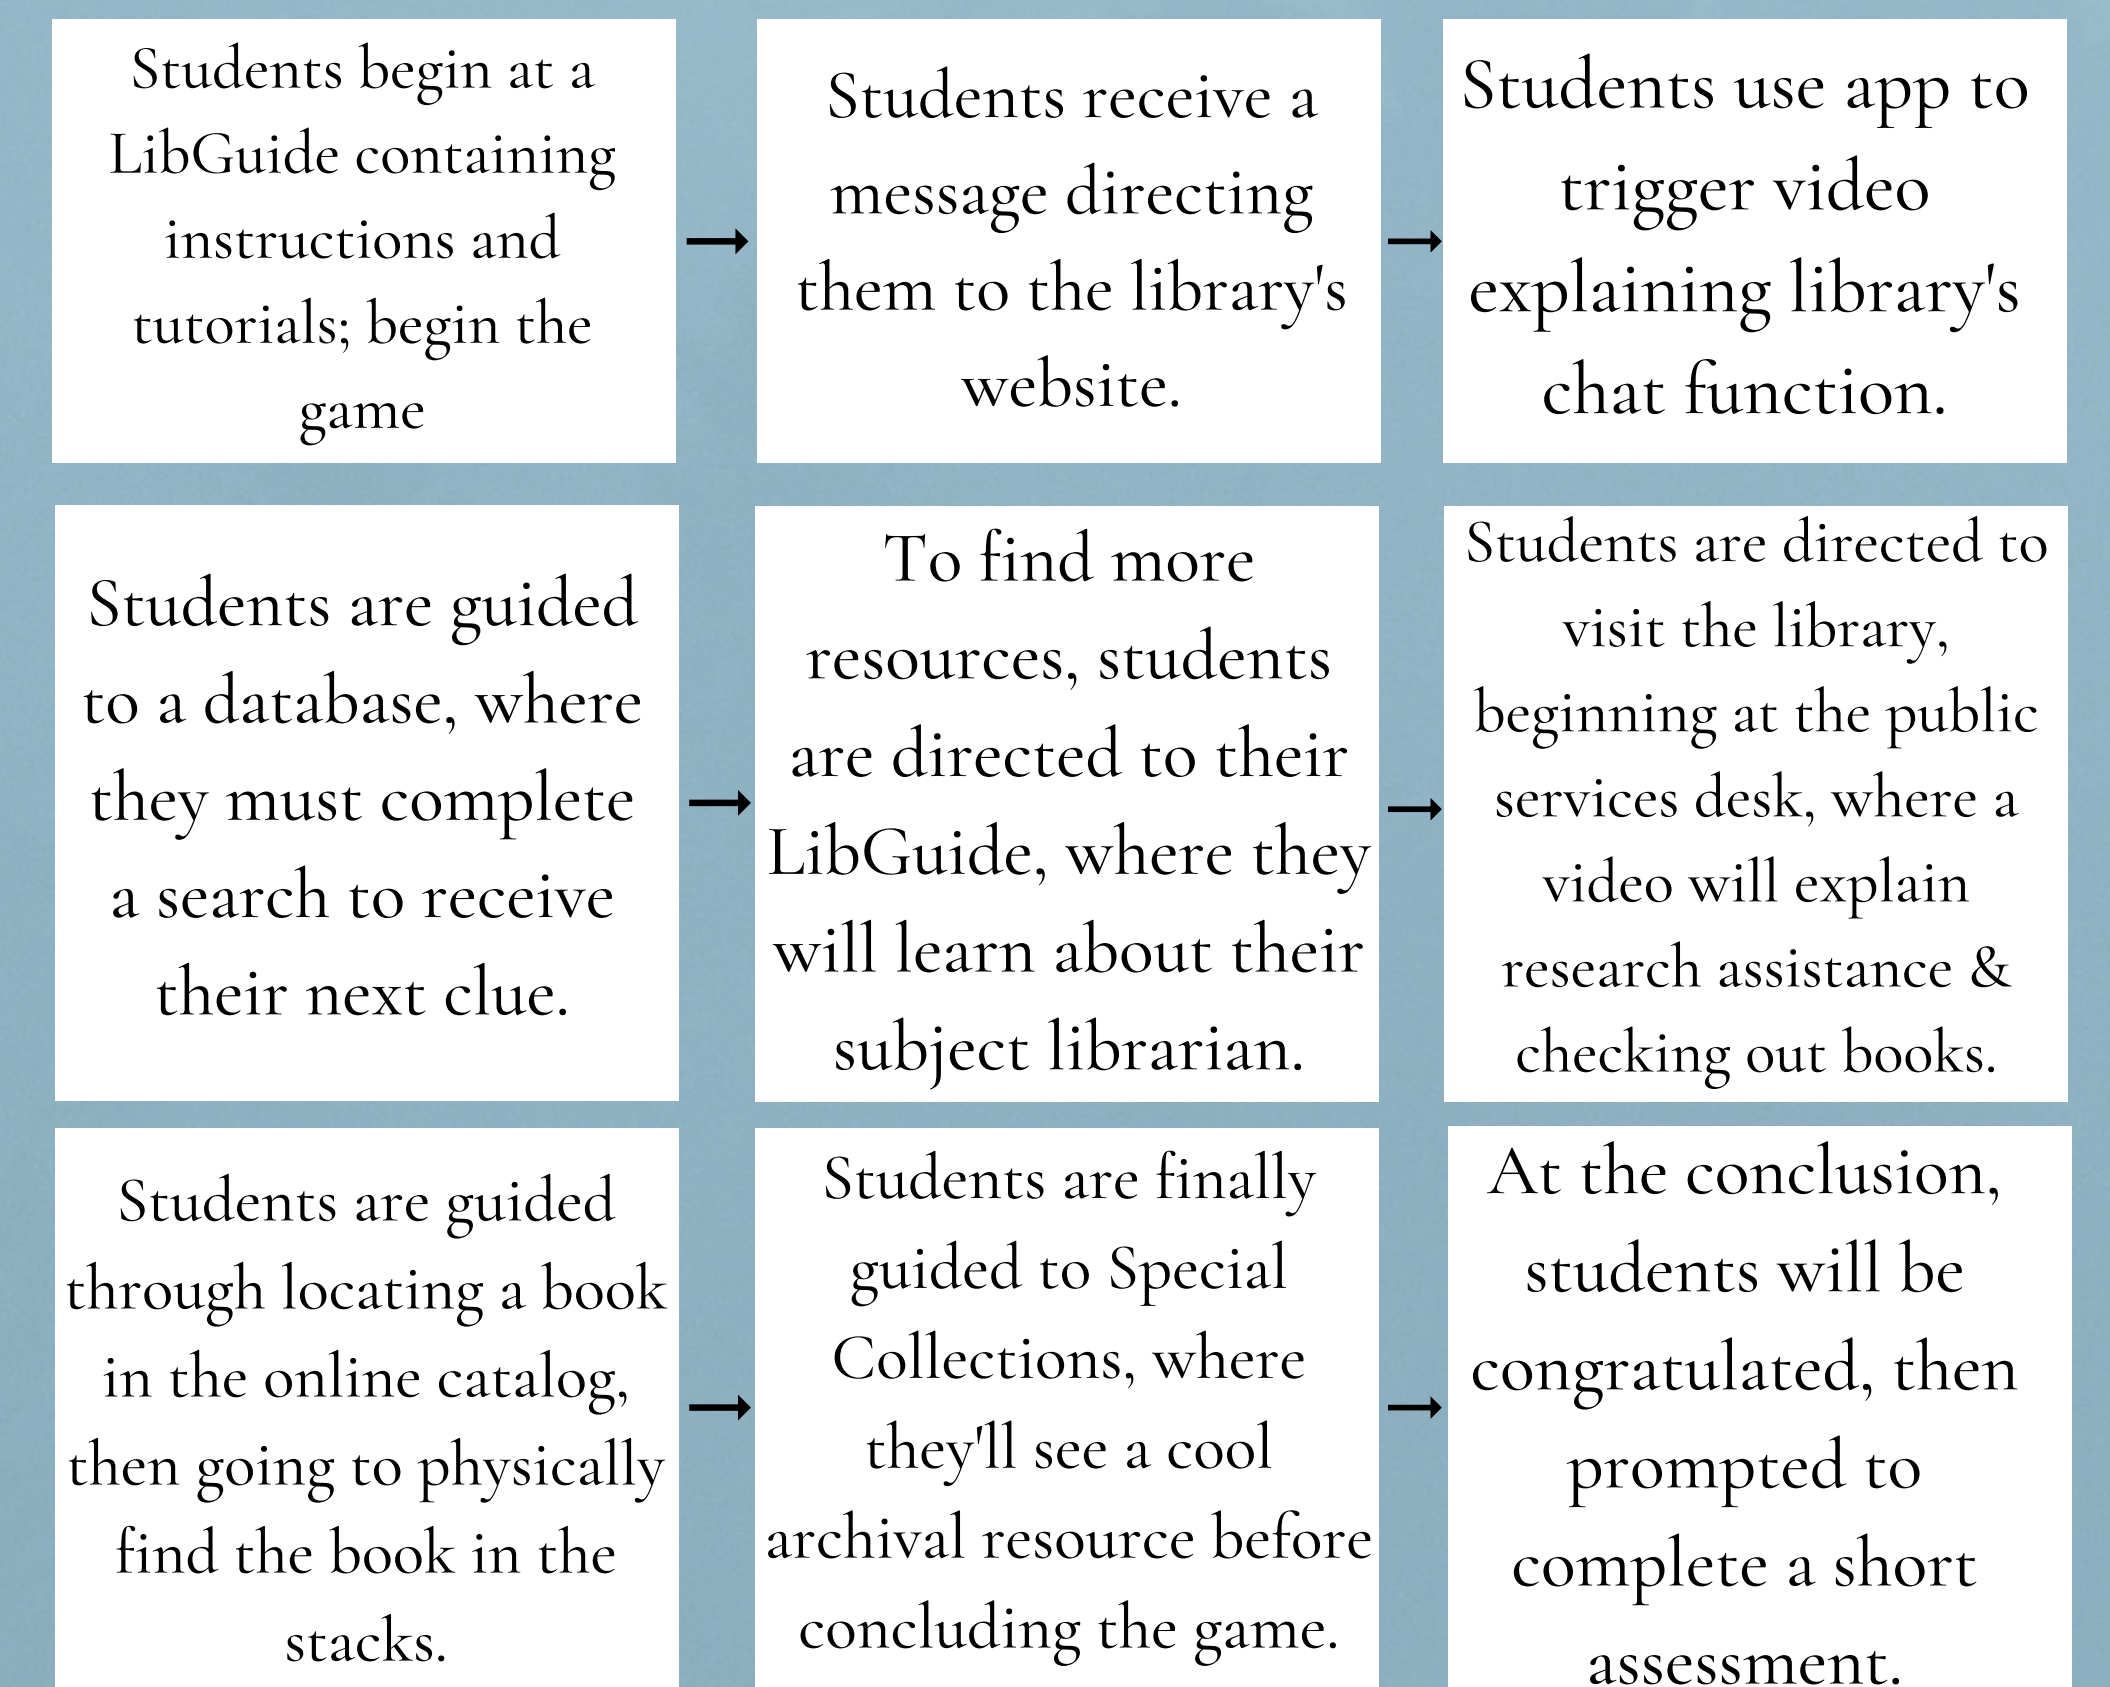 Students begin at a
LibGuide containing
instructions and
tutorials; begin the
game
Students receive a
message directing
them to the library's
website.
Students use app to
trigger video
explaining library's
chat function.
Students are guided
to a database, where
they must complete
a search to receive
their next clue.
To find more
resources, students
are directed to their
LibGuide, where they
will learn about their
subject librarian.
Students are directed to
visit the library,
beginning at the public
services desk, where a
video will explain
research assistance &
checking out books.
Students are guided
through locating a book
in the online catalog,
then going to physically
find the book in the
stacks.
Students are finally
guided to Special
Collections, where
they'll see a cool
archival resource before
concluding the game.
At the conclusion,
students will be
congratulated, then
prompted to
complete a short
assessment.